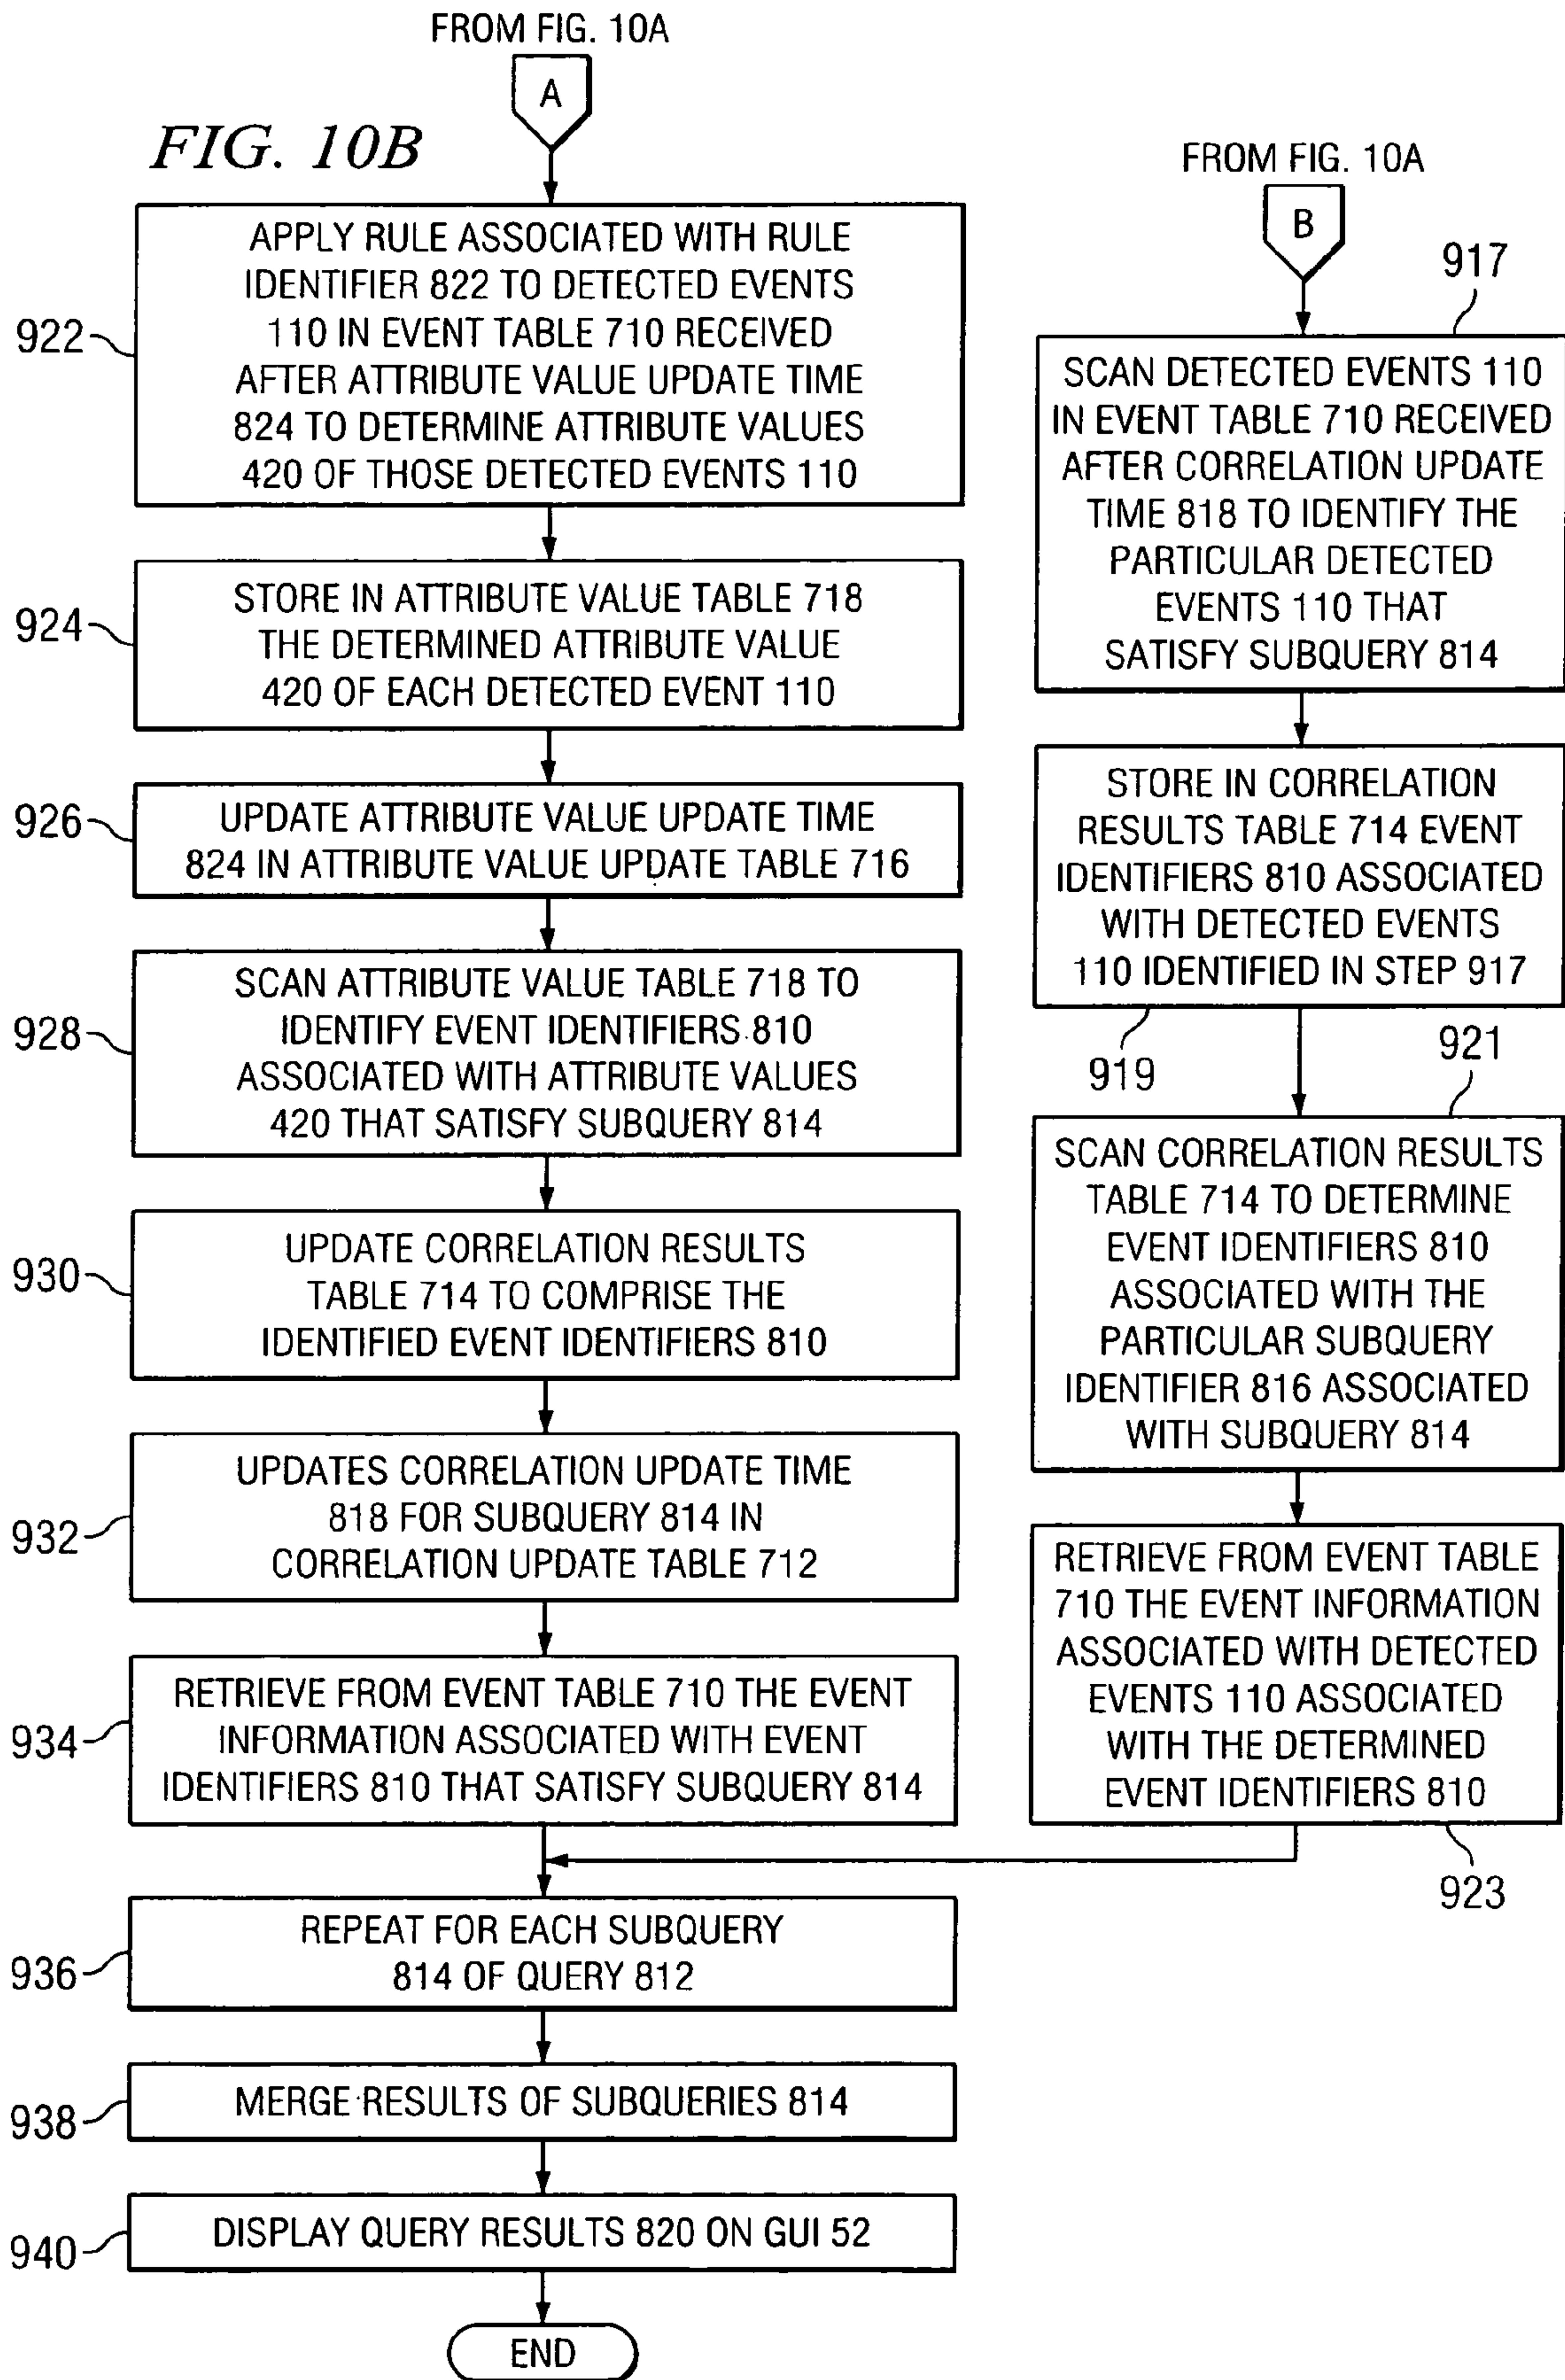 FROM FIG. 10A
A
FIG. 10B
922
APPLY RULE ASSOCIATED WITH RULE
IDENTIFIER 822 TO DETECTED EVENTS
110 IN EVENT TABLE 710 RECEIVED
AFTER ATTRIBUTE VALUE UPDATE TIME
824 TO DETERMINE ATTRIBUTE VALUES
420 OF THOSE DETECTED EVENTS 110
924
STORE IN ATTRIBUTE VALUE TABLE 718
THE DETERMINED ATTRIBUTE VALUE
420 OF EACH DETECTED EVENT 110
926
UPDATE ATTRIBUTE VALUE UPDATE TIME
824 IN ATTRIBUTE VALUE UPDATE TABLE 716
928
SCAN ATTRIBUTE VALUE TABLE 718 TO
IDENTIFY EVENT IDENTIFIERS 810
ASSOCIATED WITH ATTRIBUTE VALUES
420 THAT SATISFY SUBQUERY 814
930
UPDATE CORRELATION RESULTS
TABLE 714 TO COMPRISE THE
IDENTIFIED EVENT IDENTIFIERS 810
932
UPDATES CORRELATION UPDATE TIME
818 FOR SUBQUERY 814 IN
CORRELATION UPDATE TABLE 712
934
RETRIEVE FROM EVENT TABLE 710 THE EVENT
INFORMATION ASSOCIATED WITH EVENT
IDENTIFIERS 810 THAT SATISFY SUBQUERY 814
FROM FIG. 10A
B
917
SCAN DETECTED EVENTS 110
IN EVENT TABLE 710 RECEIVED
AFTER CORRELATION UPDATE
TIME 818 TO IDENTIFY THE
PARTICULAR DETECTED
EVENTS 110 THAT
SATISFY SUBQUERY 814
STORE IN CORRELATION
RESULTS TABLE 714 EVENT
IDENTIFIERS 810 ASSOCIATED
WITH DETECTED EVENTS
110 IDENTIFIED IN STEP 917
919
921
SCAN CORRELATION RESULTS
TABLE 714 TO DETERMINE
EVENT IDENTIFIERS 810
ASSOCIATED WITH THE
PARTICULAR SUBQUERY
IDENTIFIER 816 ASSOCIATED
WITH SUBQUERY 814
RETRIEVE FROM EVENT TABLE
710 THE EVENT INFORMATION
ASSOCIATED WITH DETECTED
EVENTS 110 ASSOCIATED
WITH THE DETERMINED
EVENT IDENTIFIERS 810
923
936
REPEAT FOR EACH SUBQUERY
814 OF QUERY 812
938
MERGE RESULTS OF SUBQUERIES 814
940
DISPLAY QUERY RESULTS 820 ON GUI 52
END